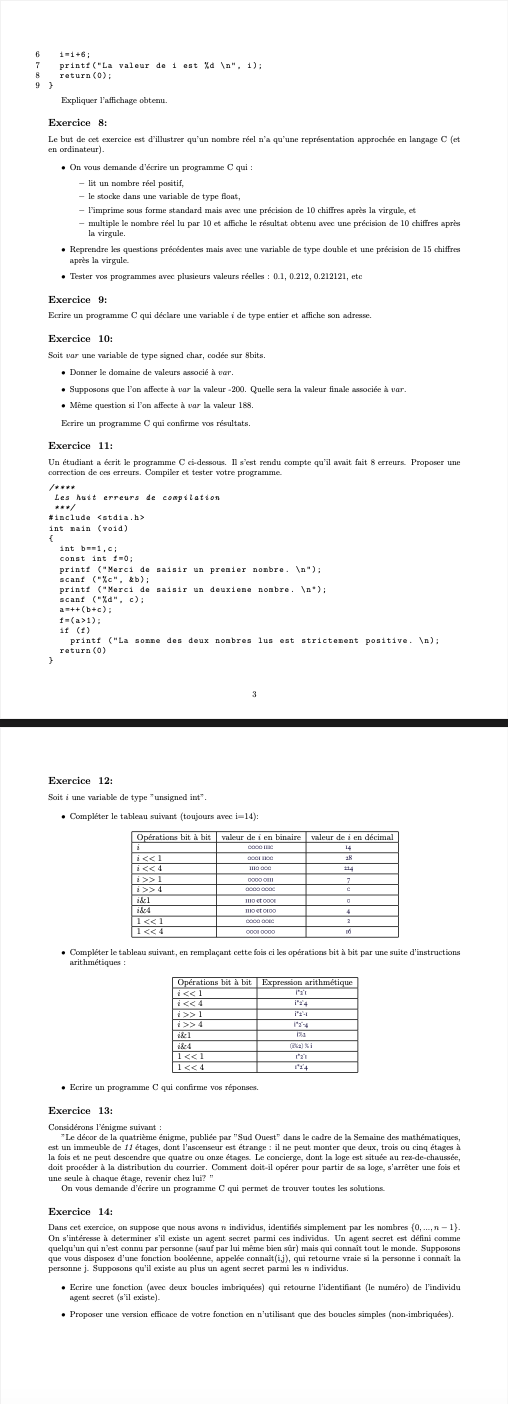 6 i=i+6;
7 printf("La valeur de i est %d \n", i);
8 return(0);
9 }
Expliquer l'affichage obtenu.
Exercice 8:
Le but de cet exercice est d'illustrer qu'un nombre réel n'a qu'une représentation approchée en langage C (et
en ordinateur).
• On vous demande d'écrire un programme C qui :
– lit un nombre réel positif,
– le stocke dans une variable de type float,
– l'imprime sous forme standard mais avec une précision de 10 chiffres après la virgule, et
– multiple le nombre réel lu par 10 et affiche le résultat obtenu avec une précision de 10 chiffres après
la virgule.
• Reprendre les questions précédentes mais avec une variable de type double et une précision de 15 chiffres
après la virgule.
• Tester vos programmes avec plusieurs valeurs réelles : 0.1, 0.212, 0.212121, etc
Exercice 9:
Ecrire un programme C qui déclare une variable i de type entier et affiche son adresse.
Exercice 10:
Soit var une variable de type signed char, codée sur 8bits.
• Donner le domaine de valeurs associé à var.
• Supposons que l'on affecte à var la valeur -200. Quelle sera la valeur finale associée à var.
• Même question si l'on affecte à var la valeur 188.
Ecrire un programme C qui confirme vos résultats.
Exercice 11:
Un étudiant a écrit le programme C ci-dessous. Il s'est rendu compte qu'il avait fait 8 erreurs. Proposer une
correction de ces erreurs. Compiler et tester votre programme.
/****
Les huit erreurs de compilation
***/
#include <stdia.h>
int main (void)
{
int b==1,c;
const int f=0;
printf ("Merci de saisir un premier nombre. \n");
scanf ("%c", &b);
printf ("Merci de saisir un deuxieme nombre. \n");
scanf ("%d", c);
a=++(b+c);
f=(a>1);
if (f)
printf ("La somme des deux nombres lus est strictement positive. \n);
return(0)
}
3
Exercice 12:
Soit i une variable de type "unsigned int".
• Compléter le tableau suivant (toujours avec i=14):
Opérations bit à bit valeur de i en binaire valeur de i en décimal
i 0000 1110 14
i << 1 0001 1100 28
i << 4 1110 000 224
i >> 1 0000 0111 7
i >> 4 0000 0000 0
i&1 1110 et 0001 0
i&4 1110 et 0100 4
1 << 1 0000 0010 2
1 << 4 0001 0000 16
• Compléter le tableau suivant, en remplaçant cette fois ci les opérations bit à bit par une suite d'instructions
arithmétiques :
Opérations bit à bit Expression arithmétique
i << 1 i*2^1
i << 4 i*2^4
i >> 1 i*2^-1
i >> 4 i*2^-4
i&1 i%2
i&4 (i%2) % i
1 << 1 1*2^1
1 << 4 1*2^4
• Ecrire un programme C qui confirme vos réponses.
Exercice 13:
Considérons l'énigme suivant :
"Le décor de la quatrième énigme, publiée par "Sud Ouest" dans le cadre de la Semaine des mathématiques,
est un immeuble de 11 étages, dont l'ascenseur est étrange : il ne peut monter que deux, trois ou cinq étages à
la fois et ne peut descendre que quatre ou onze étages. Le concierge, dont la loge est située au rez-de-chaussée,
doit procéder à la distribution du courrier. Comment doit-il opérer pour partir de sa loge, s'arrêter une fois et
une seule à chaque étage, revenir chez lui? "
On vous demande d'écrire un programme C qui permet de trouver toutes les solutions.
Exercice 14:
Dans cet exercice, on suppose que nous avons n individus, identifiés simplement par les nombres {0, ..., n − 1}.
On s'intéresse à determiner s'il existe un agent secret parmi ces individus. Un agent secret est défini comme
quelqu'un qui n'est connu par personne (sauf par lui même bien sûr) mais qui connaît tout le monde. Supposons
que vous disposez d'une fonction booléenne, appelée connaît(i,j), qui retourne vrai si la personne i connaît la
personne j. Supposons qu'il existe au plus un agent secret parmi les n individus.
• Ecrire une fonction (avec deux boucles imbriquées) qui retourne l'identifiant (le numéro) de l'individu
agent secret (s'il existe).
• Proposer une version efficace de votre fonction en n'utilisant que des boucles simples (non-imbriquées).